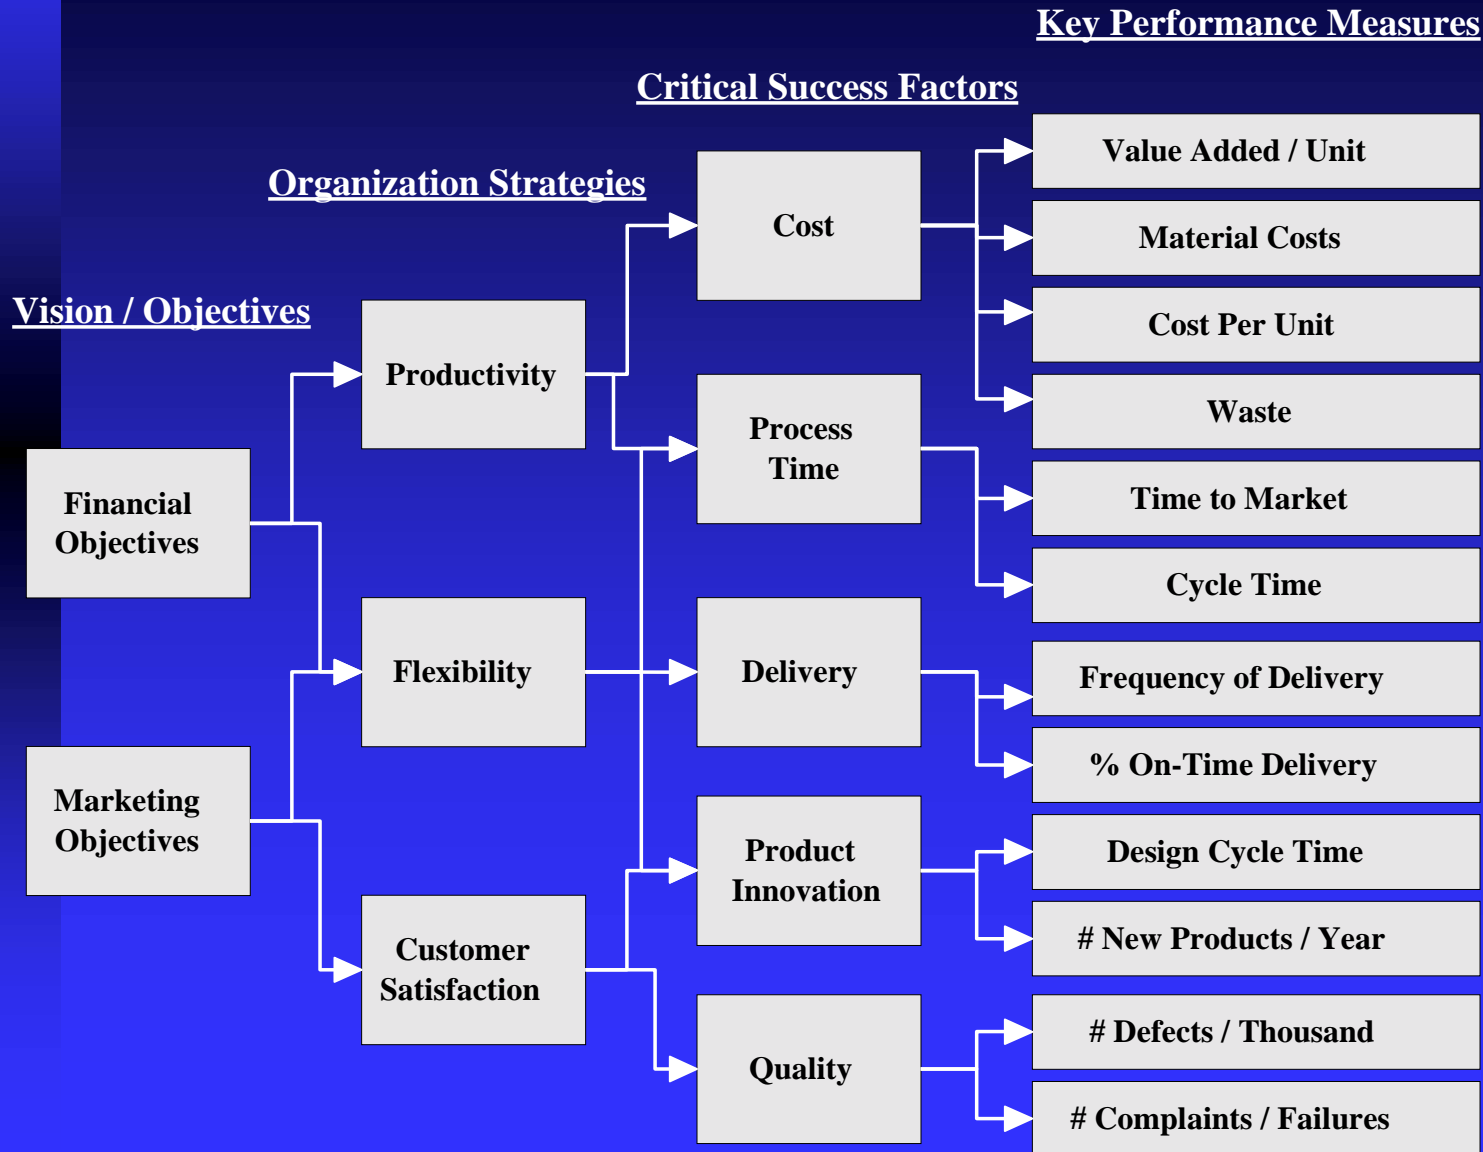 Key Performance Measures
Critical Success Factors
Organization Strategies
Vision / Objectives
Financial
Objectives
Marketing
Objectives
Productivity
Flexibility
Customer
Satisfaction
Cost
Process
Time
Delivery
Product
Innovation
Quality
Value Added / Unit
Material Costs
Cost Per Unit
Waste
Time to Market
Cycle Time
Frequency of Delivery
% On-Time Delivery
Design Cycle Time
# New Products / Year
# Defects / Thousand
# Complaints / Failures